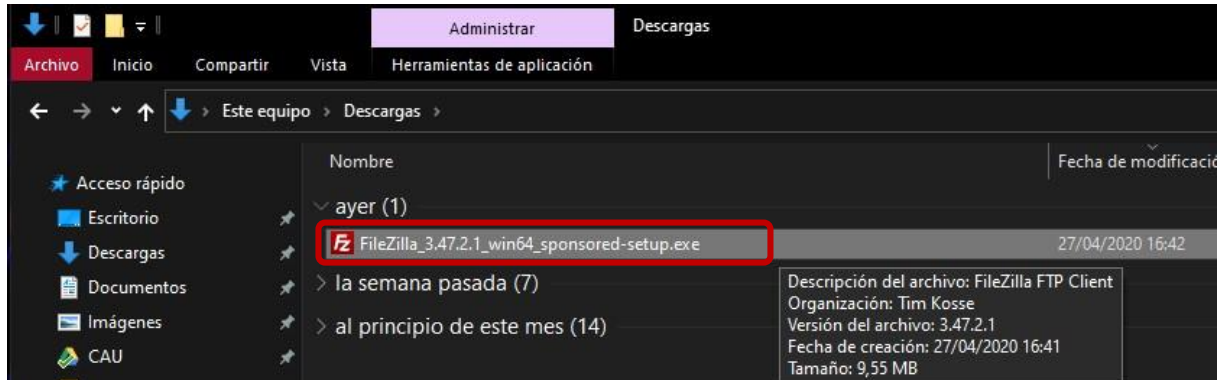 Administrar
Descargas
Archivo Inicio Compartir Vista Herramientas de aplicación
Este equipo > Descargas >
Nombre
Fecha de modificació
Acceso rápido
Escritorio
Descargas
Documentos
Imágenes
CAU
ayer (1)
FileZilla_3.47.2.1_win64_sponsored-setup.exe
27/04/2020 16:42
la semana pasada (7)
al principio de este mes (14)
Descripción del archivo: FileZilla FTP Client
Organización: Tim Kosse
Versión del archivo: 3.47.2.1
Fecha de creación: 27/04/2020 16:41
Tamaño: 9,55 MB